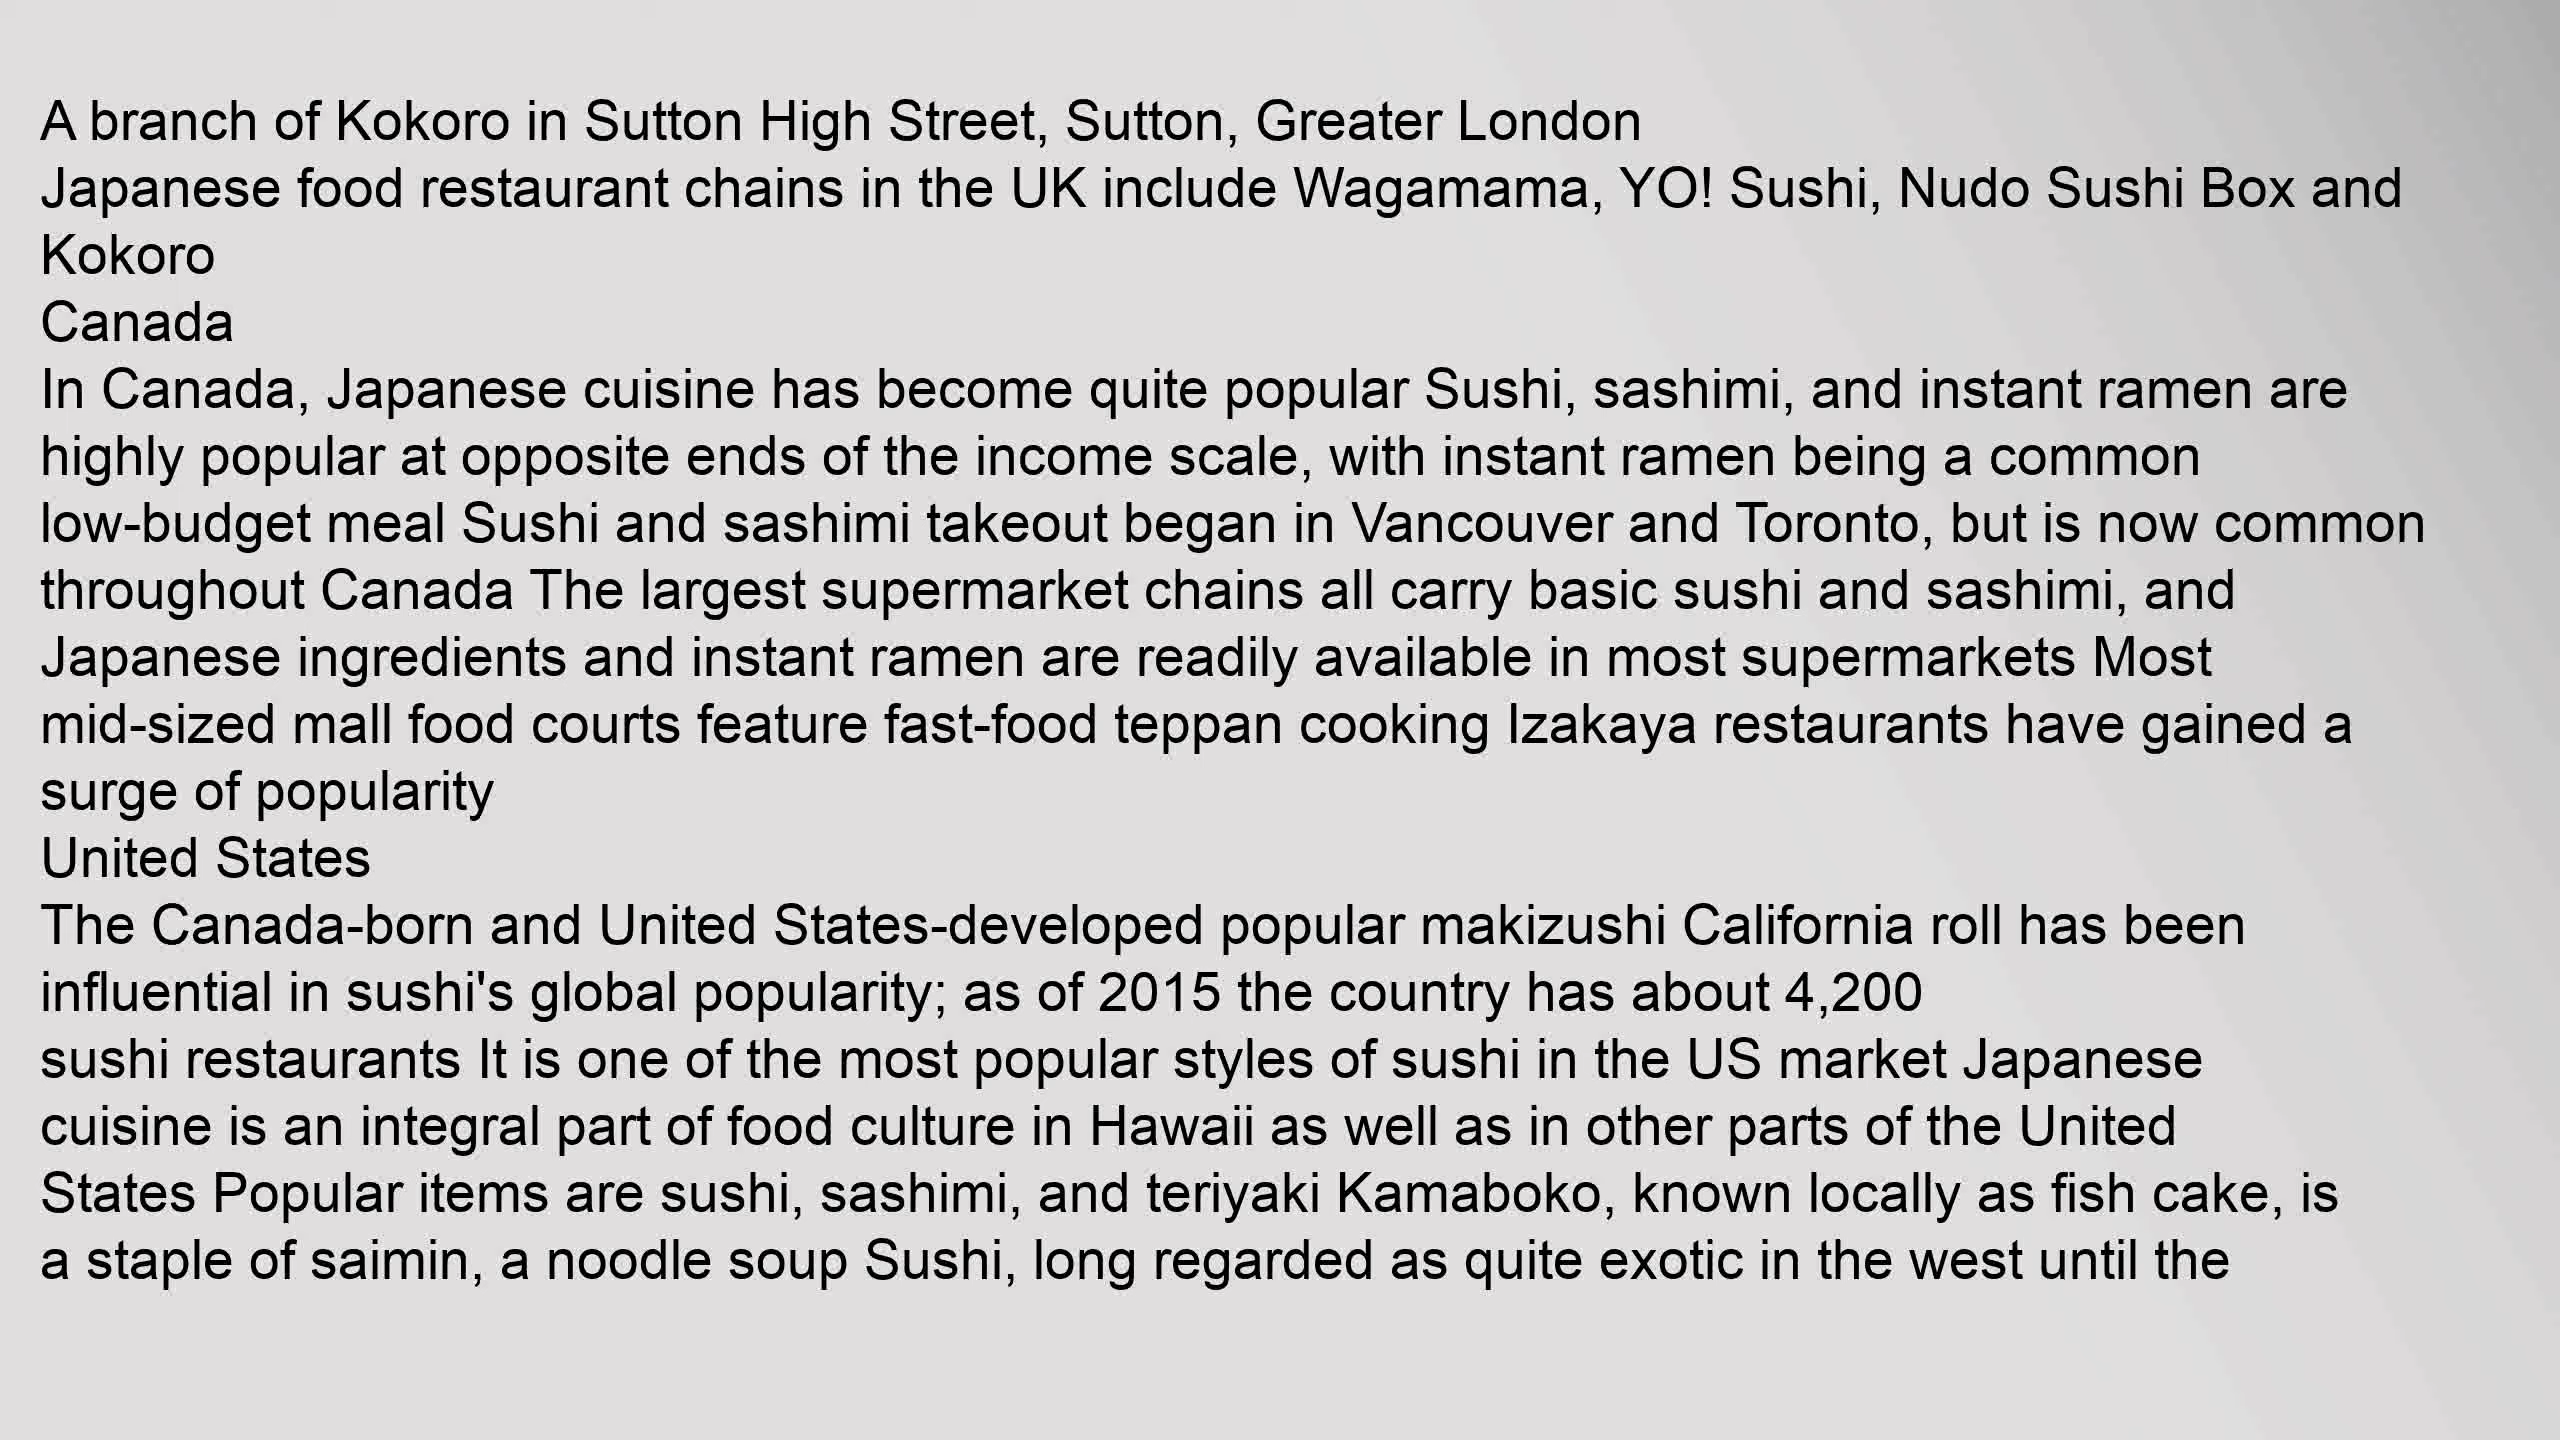 A branch of Kokoro in Sutton High Street, Sutton, Greater London
Japanese food restaurant chains in the UK include Wagamama, YO! Sushi, Nudo Sushi Box and
Kokoro
Canada
In Canada, Japanese cuisine has become quite popular Sushi, sashimi, and instant ramen are
highly popular at opposite ends of the income scale, with instant ramen being a common
low-budget meal Sushi and sashimi takeout began in Vancouver and Toronto, but is now common
throughout Canada The largest supermarket chains all carry basic sushi and sashimi, and
Japanese ingredients and instant ramen are readily available in most supermarkets Most
mid-sized mall food courts feature fast-food teppan cooking Izakaya restaurants have gained a
surge of popularity
United States
The Canada-born and United States-developed popular makizushi California roll has been
influential in sushi's global popularity; as of 2015 the country has about 4,200
sushi restaurants It is one of the most popular styles of sushi in the US market Japanese
cuisine is an integral part of food culture in Hawaii as well as in other parts of the United
States Popular items are sushi, sashimi, and teriyaki Kamaboko, known locally as fish cake, is
a staple of saimin, a noodle soup Sushi, long regarded as quite exotic in the west until the